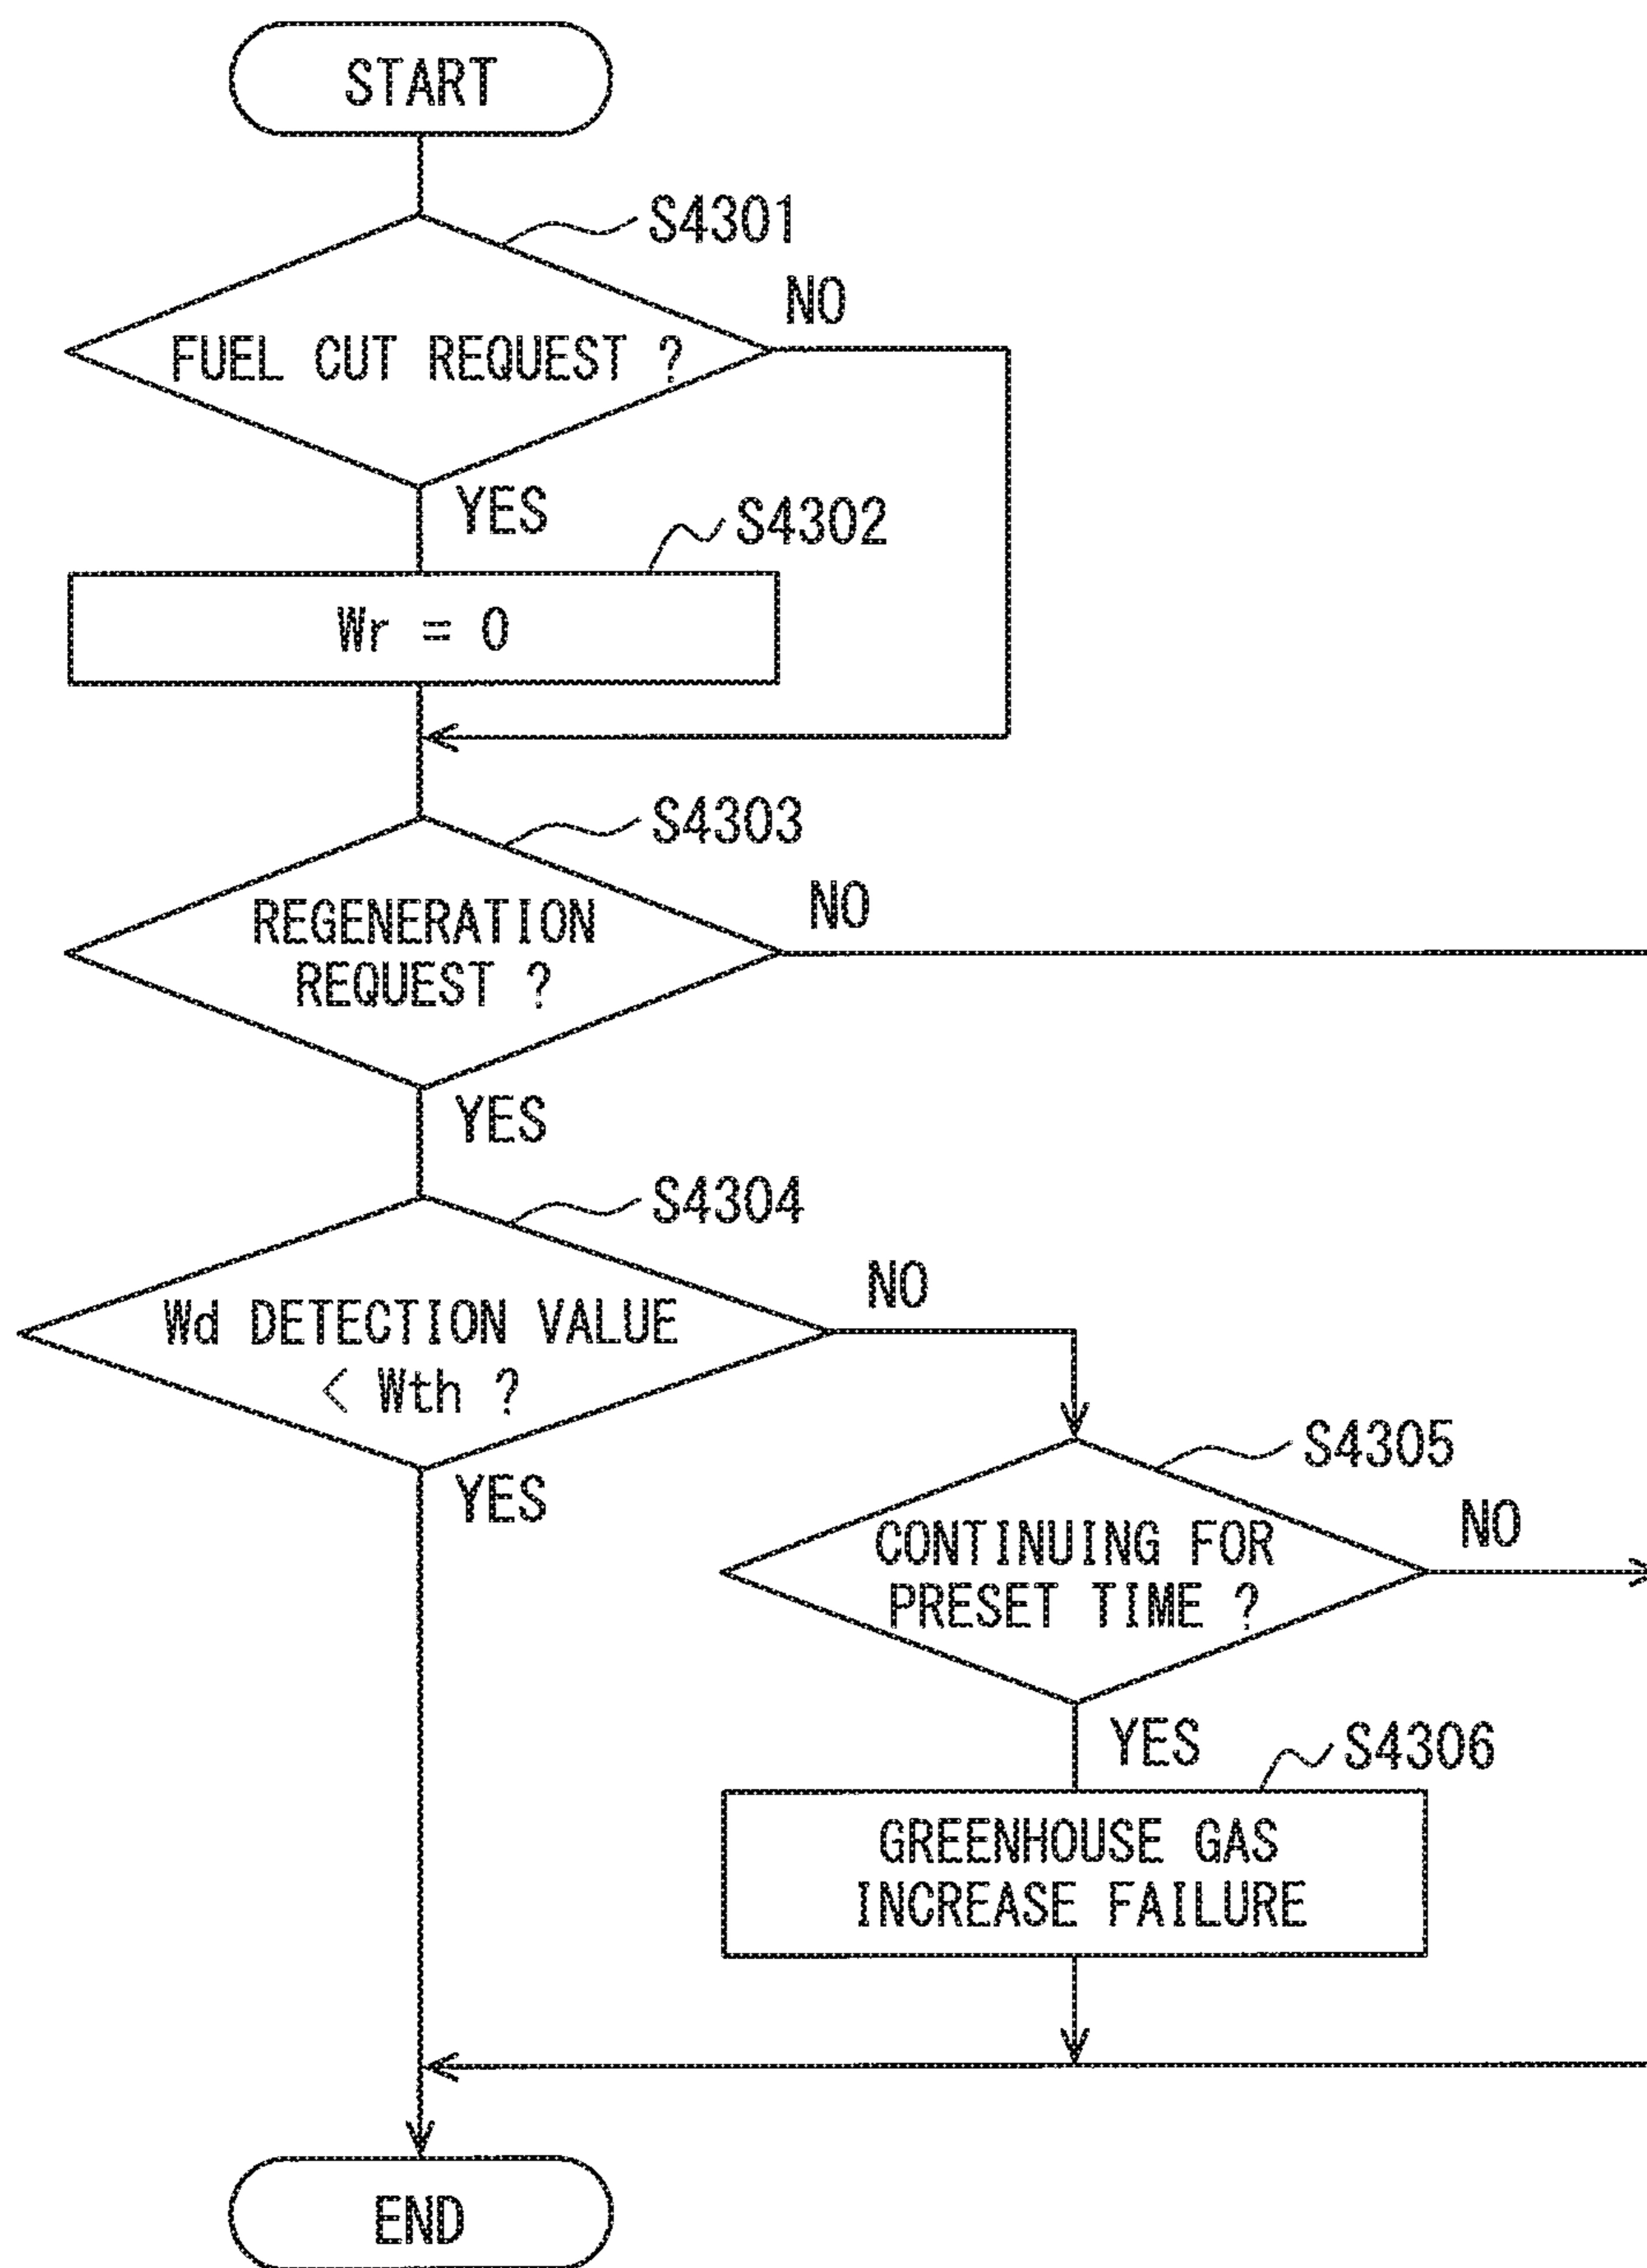 START
S4301
NO
FUEL CUT REQUEST ?
YES
S4302
Wr = 0
S4303
REGENERATION
REQUEST ?
NO
YES
S4304
NO
Wd DETECTION VALUE
< Wth ?
YES
S4305
CONTINUING FOR
PRESET TIME ?
NO
YES
S4306
GREENHOUSE GAS
INCREASE FAILURE
END